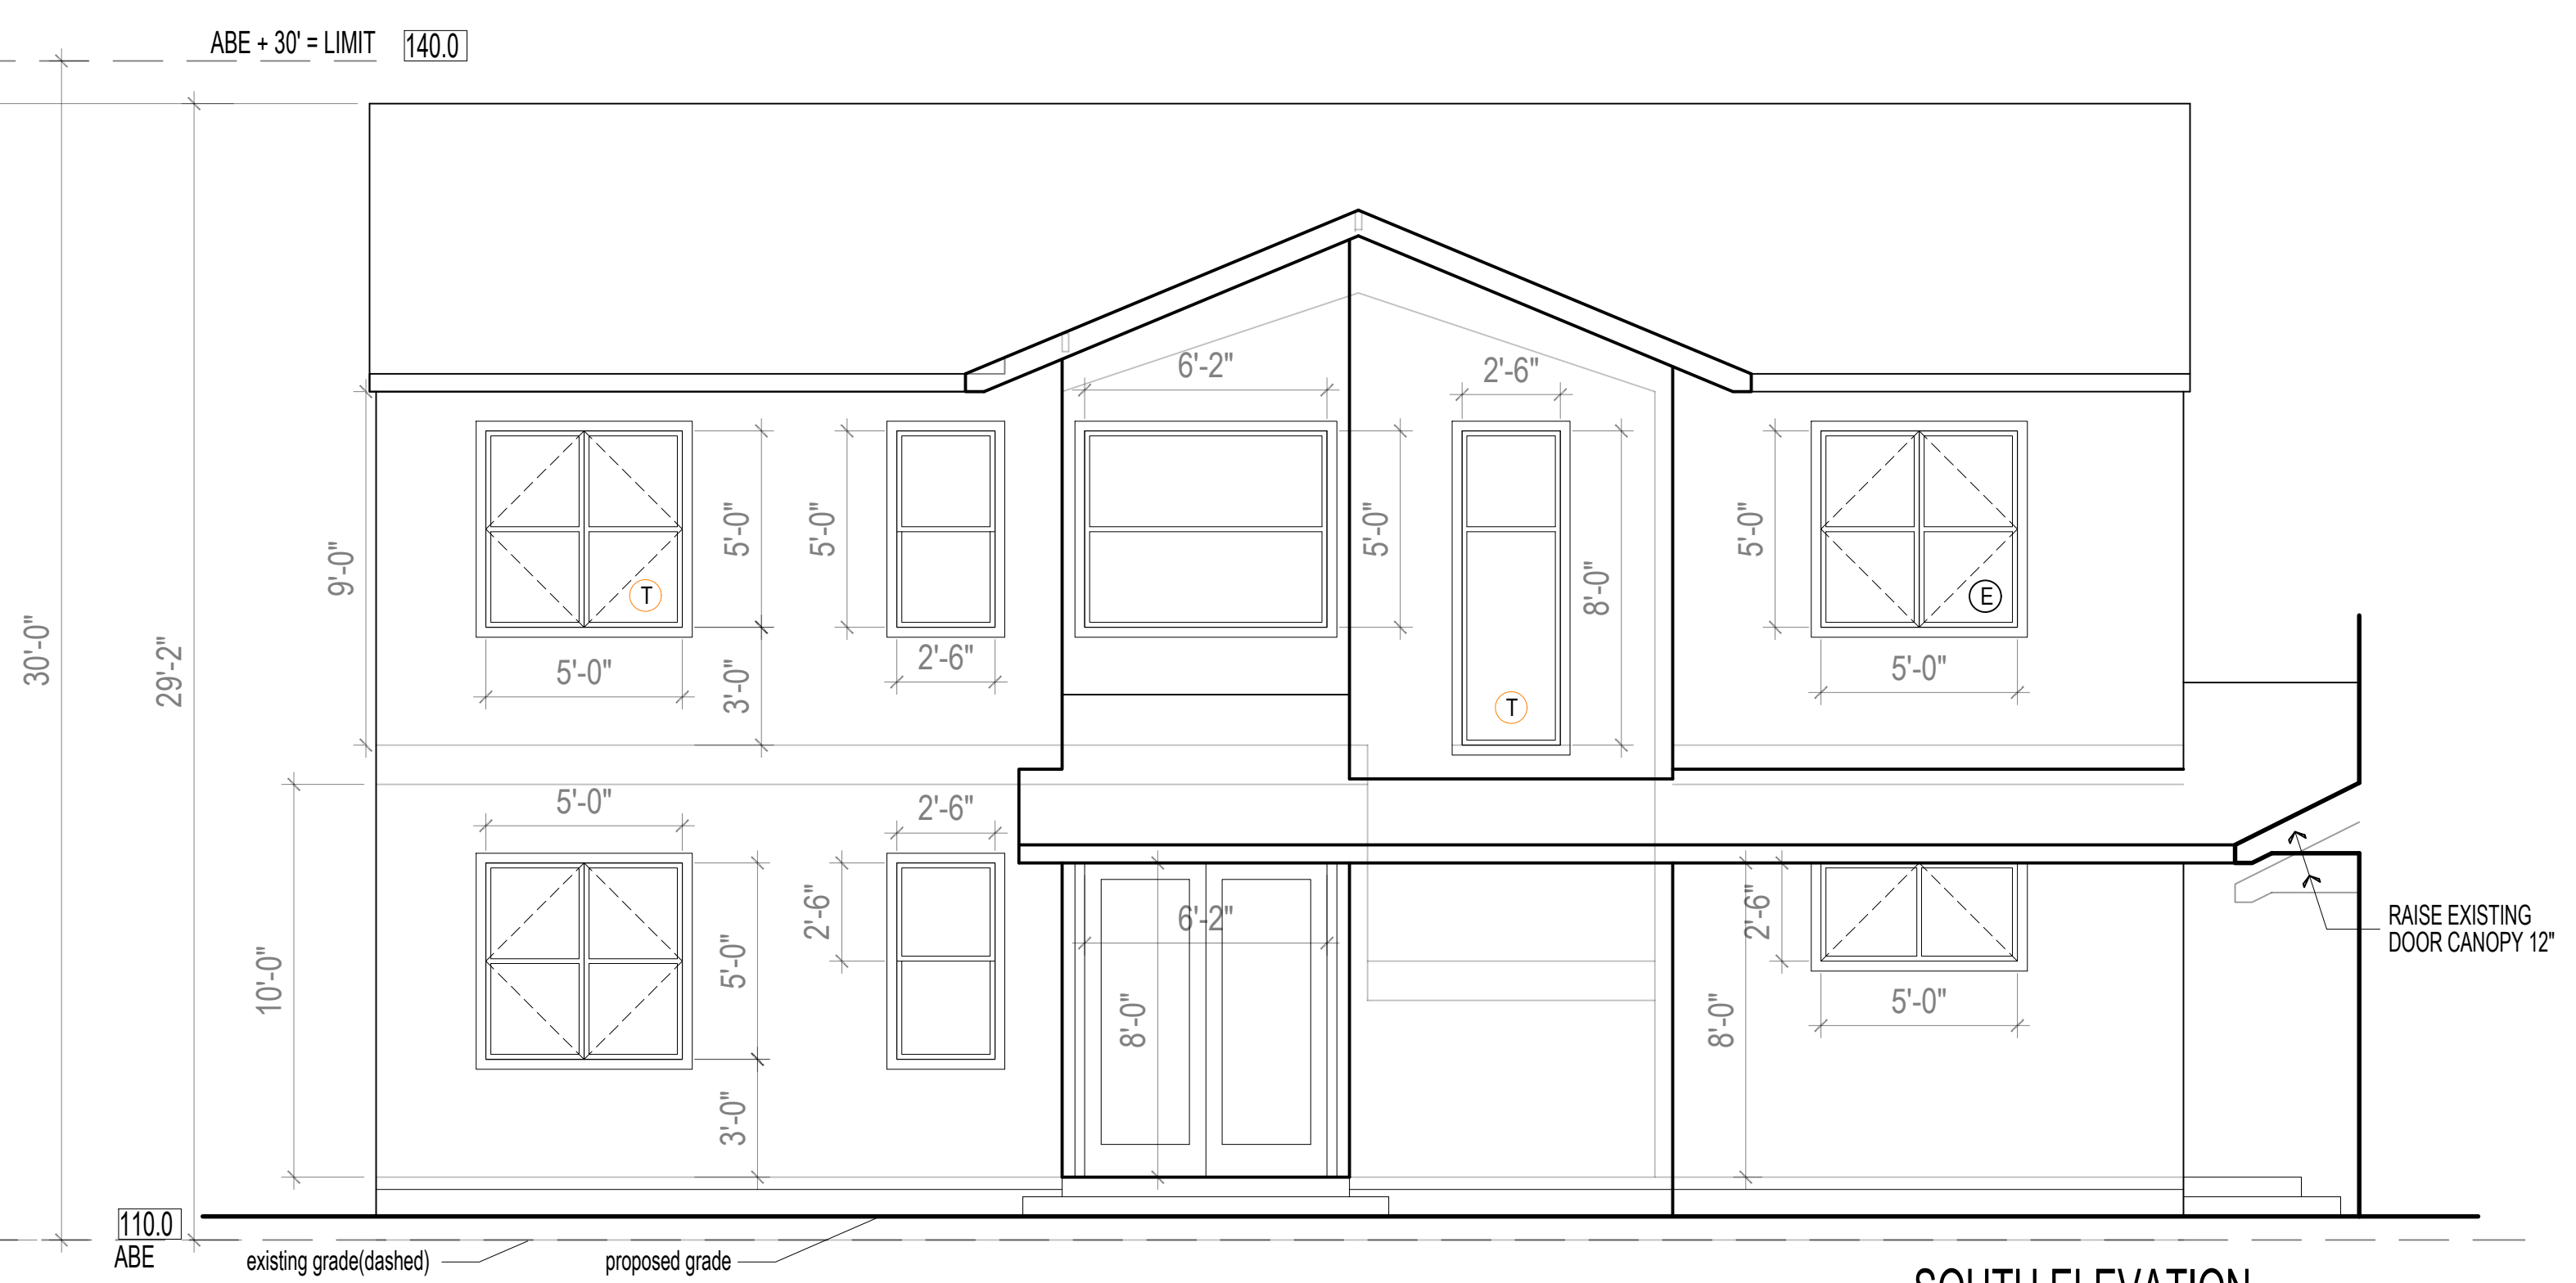 ABE + 30' = LIMIT 140.0
6'-2"
2'-6"
30'-0"
29'-2"
9'-0"
5'-0"
5'-0"
5'-0"
8'-0"
5'-0"
T
E
5'-0"
3'-0"
2'-6"
T
5'-0"
5'-0"
2'-6"
10'-0"
5'-0"
2'-6"
6'-2"
2'-6"
RAISE EXISTING
DOOR CANOPY 12"
8'-0"
8'-0"
5'-0"
3'-0"
110.0
ABE
existing grade(dashed)
proposed grade
SOUTH ELEVATION